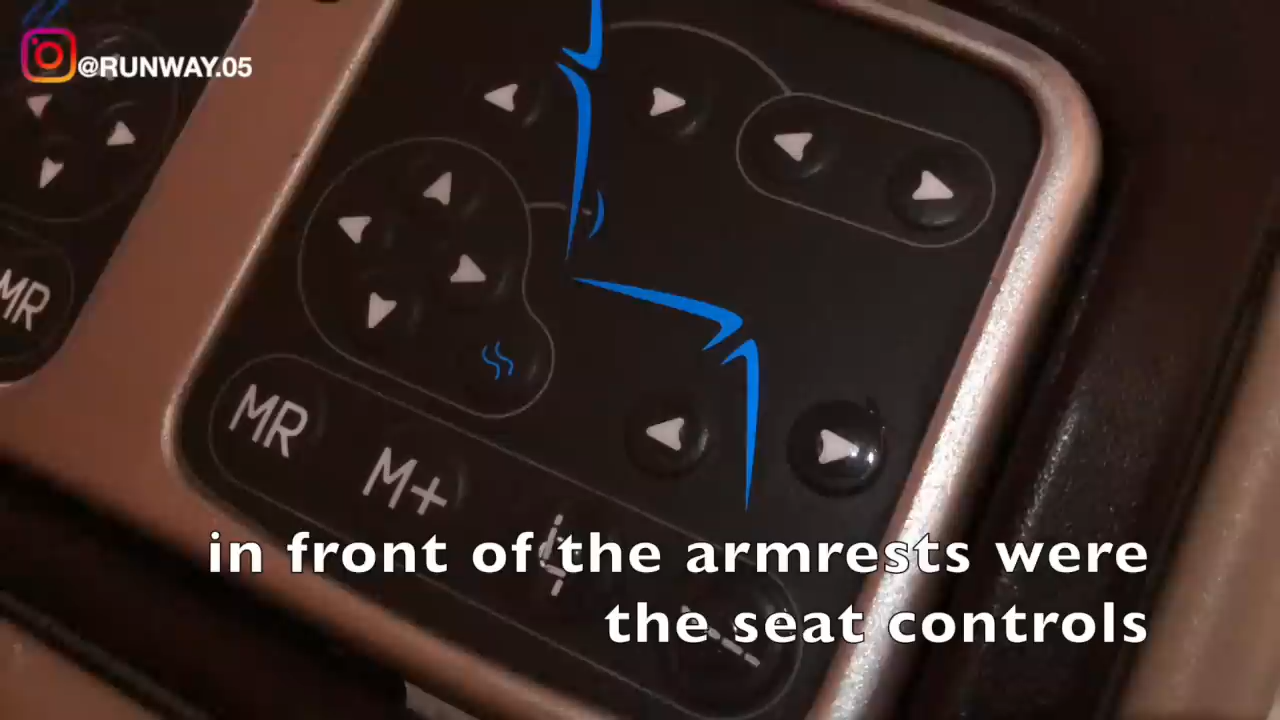 @RUNWAY.05
MR
MR
M+
in front of the armrests were
the seat controls